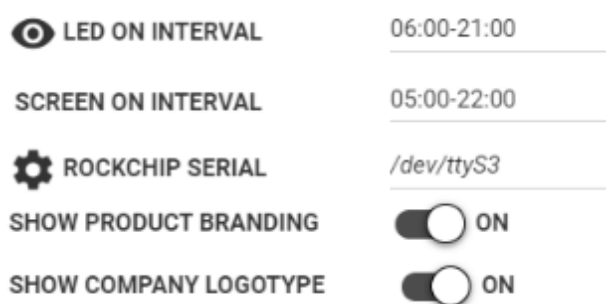 LED ON INTERVAL 06:00-21:00
SCREEN ON INTERVAL 05:00-22:00
ROCKCHIP SERIAL /dev/ttyS3
SHOW PRODUCT BRANDING ON
SHOW COMPANY LOGOTYPE ON